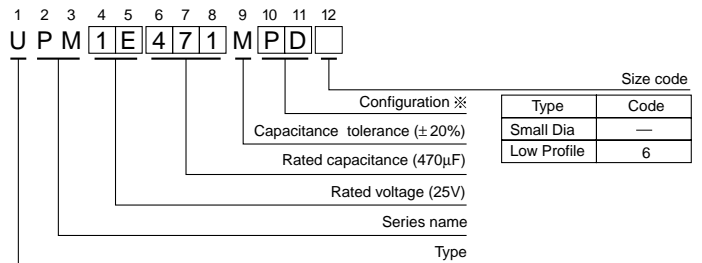 1 2 3 4 5 6 7 8 9 10 11 12
U P M 1 E 4 7 1 M P D
Size code
Configuration ※
Type Code
Capacitance tolerance (±20%)
Small Dia —
Rated capacitance (470μF)
Low Profile 6
Rated voltage (25V)
Series name
Type